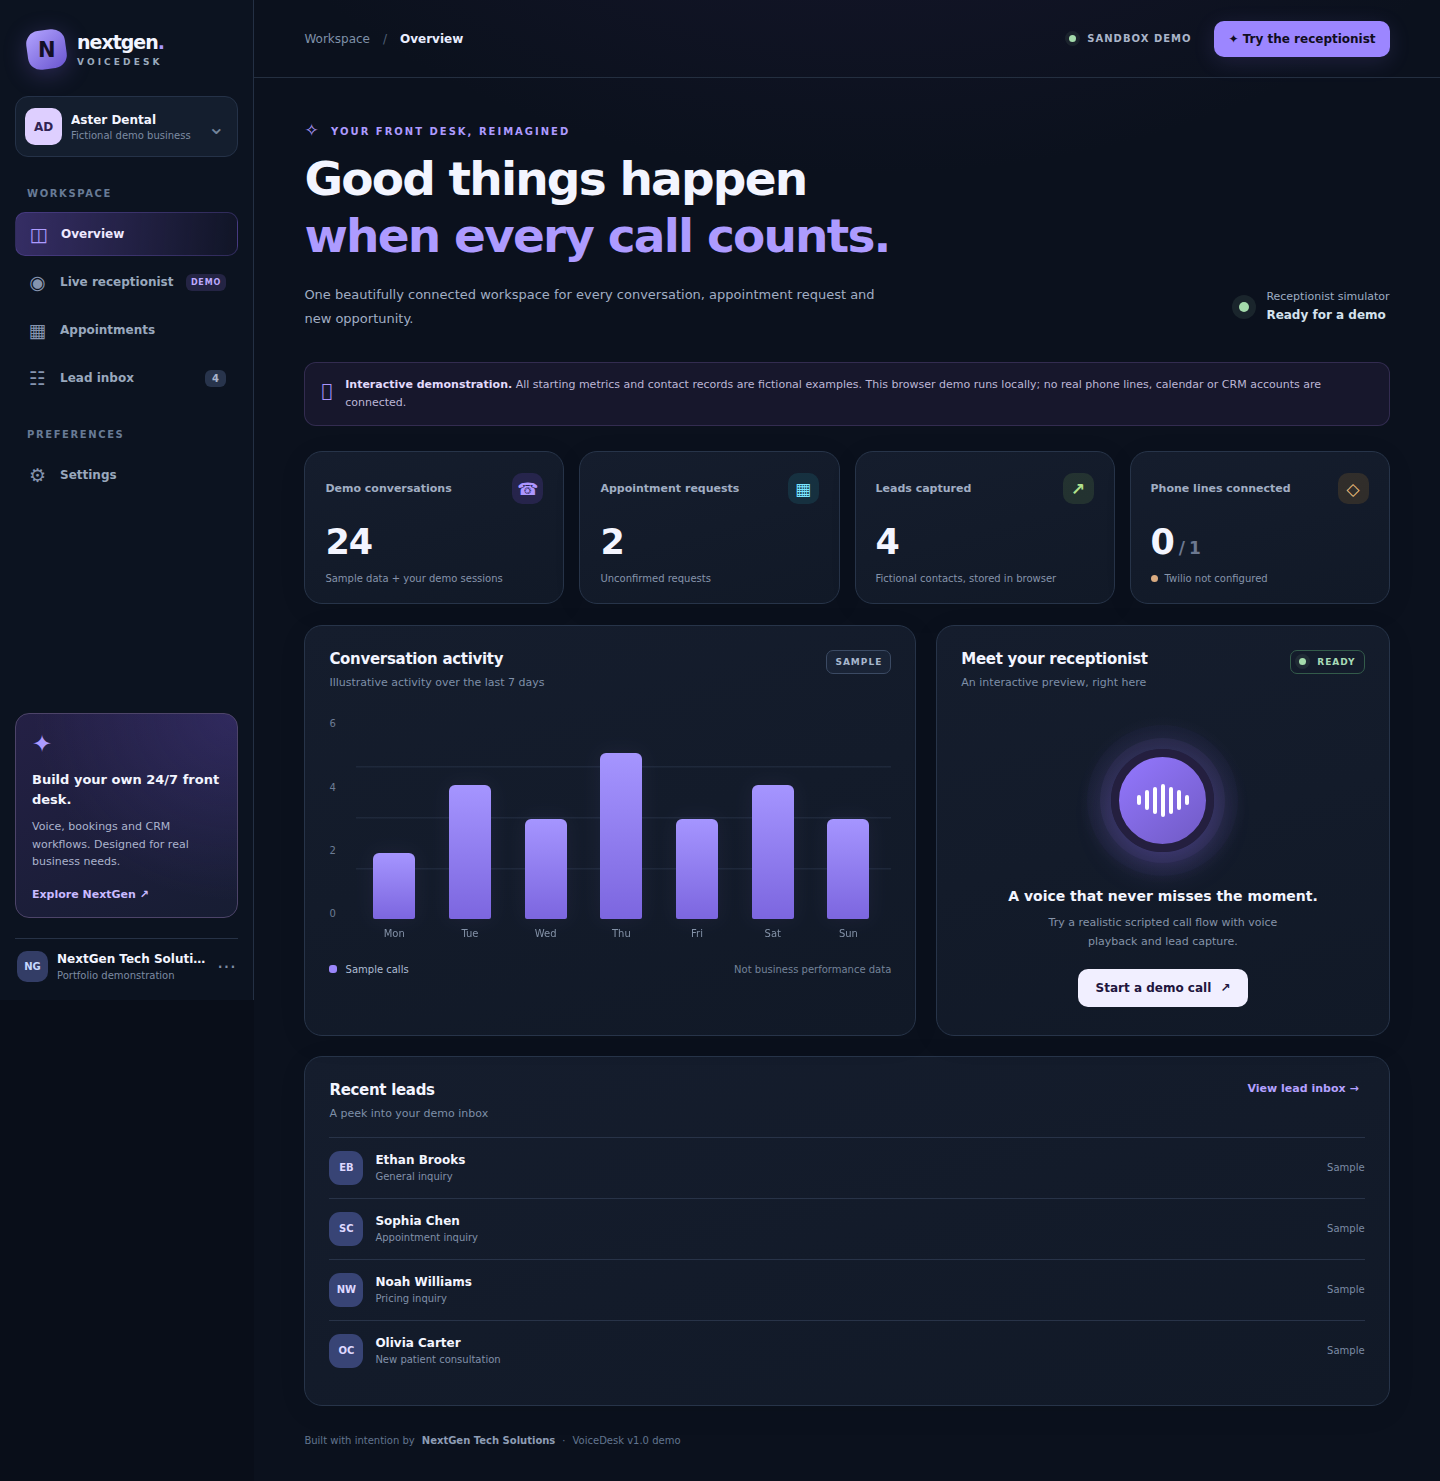 N
nextgen.
VOICEDESK
AD
Aster Dental
Fictional demo business
WORKSPACE
Overview
Live receptionist DEMO
Appointments
Lead inbox 4
PREFERENCES
Settings
Build your own 24/7 front
desk.
Voice, bookings and CRM
workflows. Designed for real
business needs.
Explore NextGen ↗
NG
NextGen Tech Soluti...
Portfolio demonstration
Workspace / Overview
SANDBOX DEMO
✦ Try the receptionist
YOUR FRONT DESK, REIMAGINED
Good things happen
when every call counts.
One beautifully connected workspace for every conversation, appointment request and
new opportunity.
Receptionist simulator
Ready for a demo
Interactive demonstration. All starting metrics and contact records are fictional examples. This browser demo runs locally; no real phone lines, calendar or CRM accounts are
connected.
Demo conversations
24
Sample data + your demo sessions
Appointment requests
2
Unconfirmed requests
Leads captured
4
Fictional contacts, stored in browser
Phone lines connected
0 / 1
Twilio not configured
Conversation activity
SAMPLE
Illustrative activity over the last 7 days
6
4
2
0
Mon Tue Wed Thu Fri Sat Sun
Sample calls
Not business performance data
Meet your receptionist
READY
An interactive preview, right here
A voice that never misses the moment.
Try a realistic scripted call flow with voice
playback and lead capture.
Start a demo call ↗
Recent leads
View lead inbox →
A peek into your demo inbox
EB
Ethan Brooks
General inquiry
Sample
SC
Sophia Chen
Appointment inquiry
Sample
NW
Noah Williams
Pricing inquiry
Sample
OC
Olivia Carter
New patient consultation
Sample
Built with intention by NextGen Tech Solutions · VoiceDesk v1.0 demo